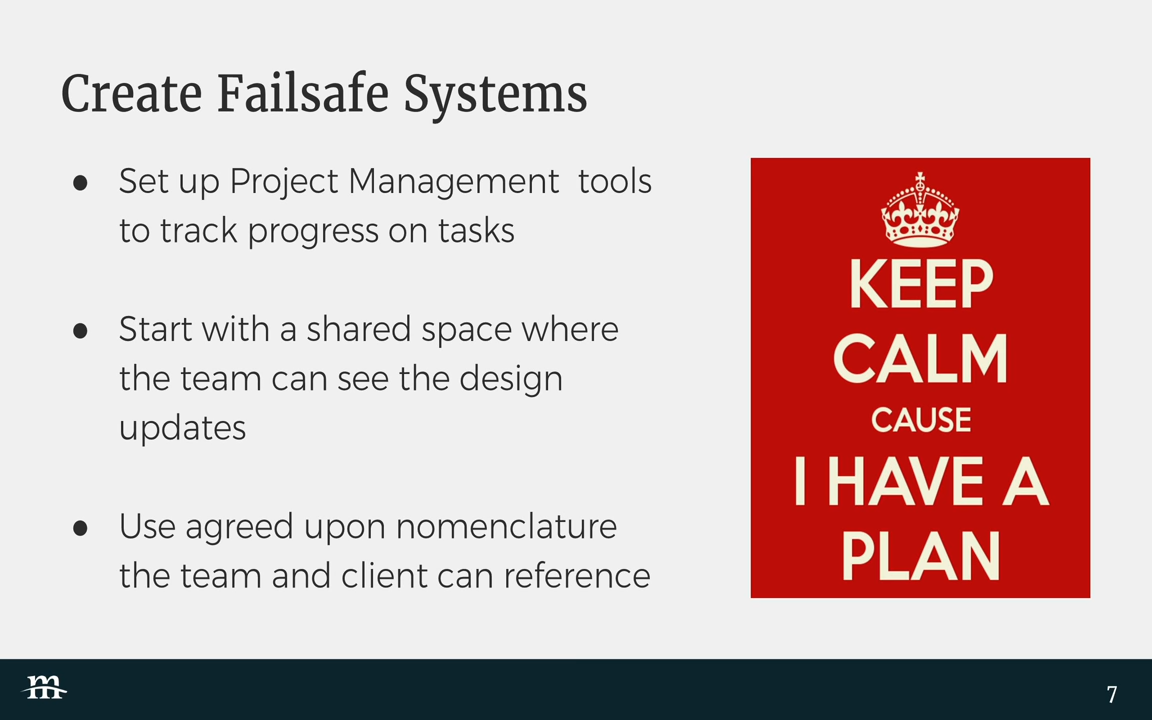 Create Failsafe Systems
● Set up Project Management  tools
to track progress on tasks
● Start with a shared space where
the team can see the design
updates
● Use agreed upon nomenclature
the team and client can reference
KEEP
CALM
CAUSE
I HAVE A
PLAN
m
7